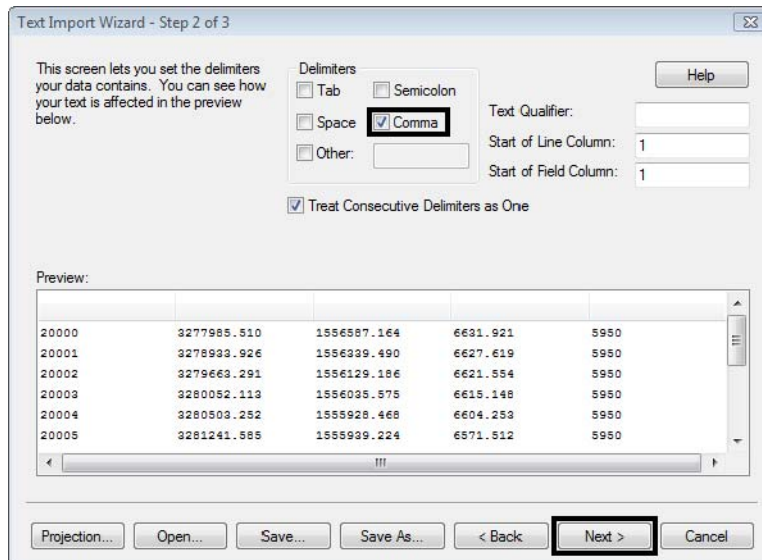 Text Import Wizard - Step 2 of 3
This screen lets you set the delimiters
your data contains. You can see how
your text is affected in the preview
below.
Delimiters
Tab
Semicolon
Space
Comma
Other:
Treat Consecutive Delimiters as One
Help
Text Qualifier:
Start of Line Column: 1
Start of Field Column: 1
Preview:
20000 3277985.510 1556587.164 6631.921 5950
20001 3278933.926 1556339.490 6627.619 5950
20002 3279663.291 1556129.186 6621.554 5950
20003 3280052.113 1556035.575 6615.148 5950
20004 3280503.252 1555928.468 6604.253 5950
20005 3281241.585 1555939.224 6571.512 5950
Projection... Open... Save... Save As... < Back Next > Cancel